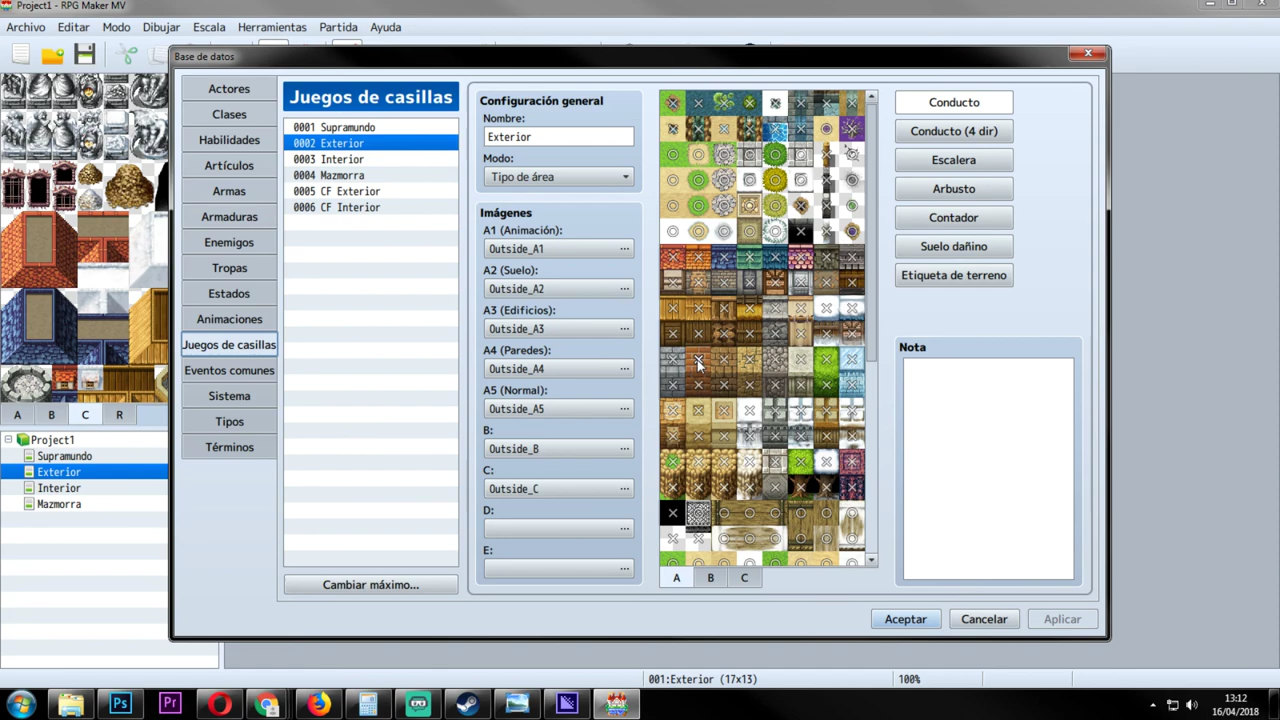 Project1 - RPG Maker MV
Archivo Editar Modo Dibujar Escala Herramientas Partida Ayuda
Base de datos
Actores
Clases
Habilidades
Artículos
Armas
Armaduras
Enemigos
Tropas
Estados
Animaciones
Juegos de casillas
Eventos comunes
Sistema
Tipos
Términos
Juegos de casillas
0001 Supramundo
0002 Exterior
0003 Interior
0004 Mazmorra
0005 CF Exterior
0006 CF Interior
Cambiar máximo...
Configuración general
Nombre:
Exterior
Modo:
Tipo de área
Imágenes
A1 (Animación):
Outside_A1 ...
A2 (Suelo):
Outside_A2 ...
A3 (Edificios):
Outside_A3 ...
A4 (Paredes):
Outside_A4 ...
A5 (Normal):
Outside_A5 ...
B:
Outside_B ...
C:
Outside_C ...
D:
...
E:
...
A B C
Conducto
Conducto (4 dir)
Escalera
Arbusto
Contador
Suelo dañino
Etiqueta de terreno
Nota
Aceptar Cancelar Aplicar
A B C R
Project1
Supramundo
Exterior
Interior
Mazmorra
001:Exterior (17x13) 100%
Ps Pr
13:12
16/04/2018